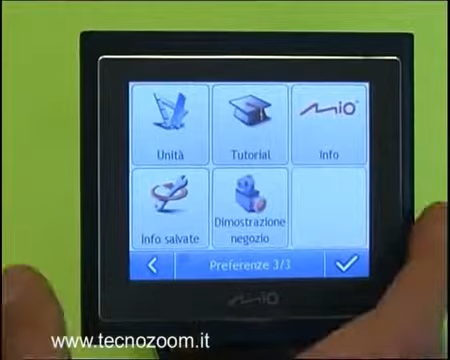 Mio
Unità
Tutorial
Info
Info salvate
Dimostrazione
negozio
Preferenze 3/3
Mio
www.tecnozoom.it